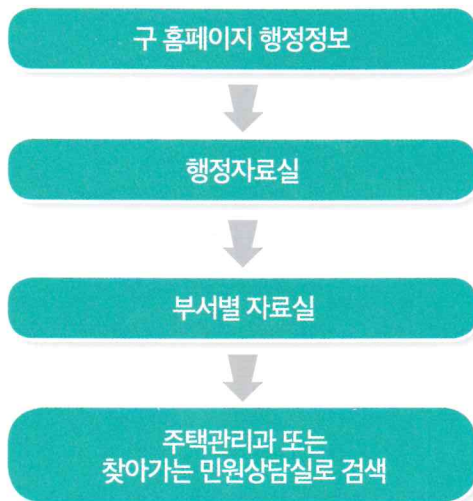 구 홈페이지 행정정보
행정자료실
부서별 자료실
주택관리과 또는
찾아가는 민원상담실로 검색